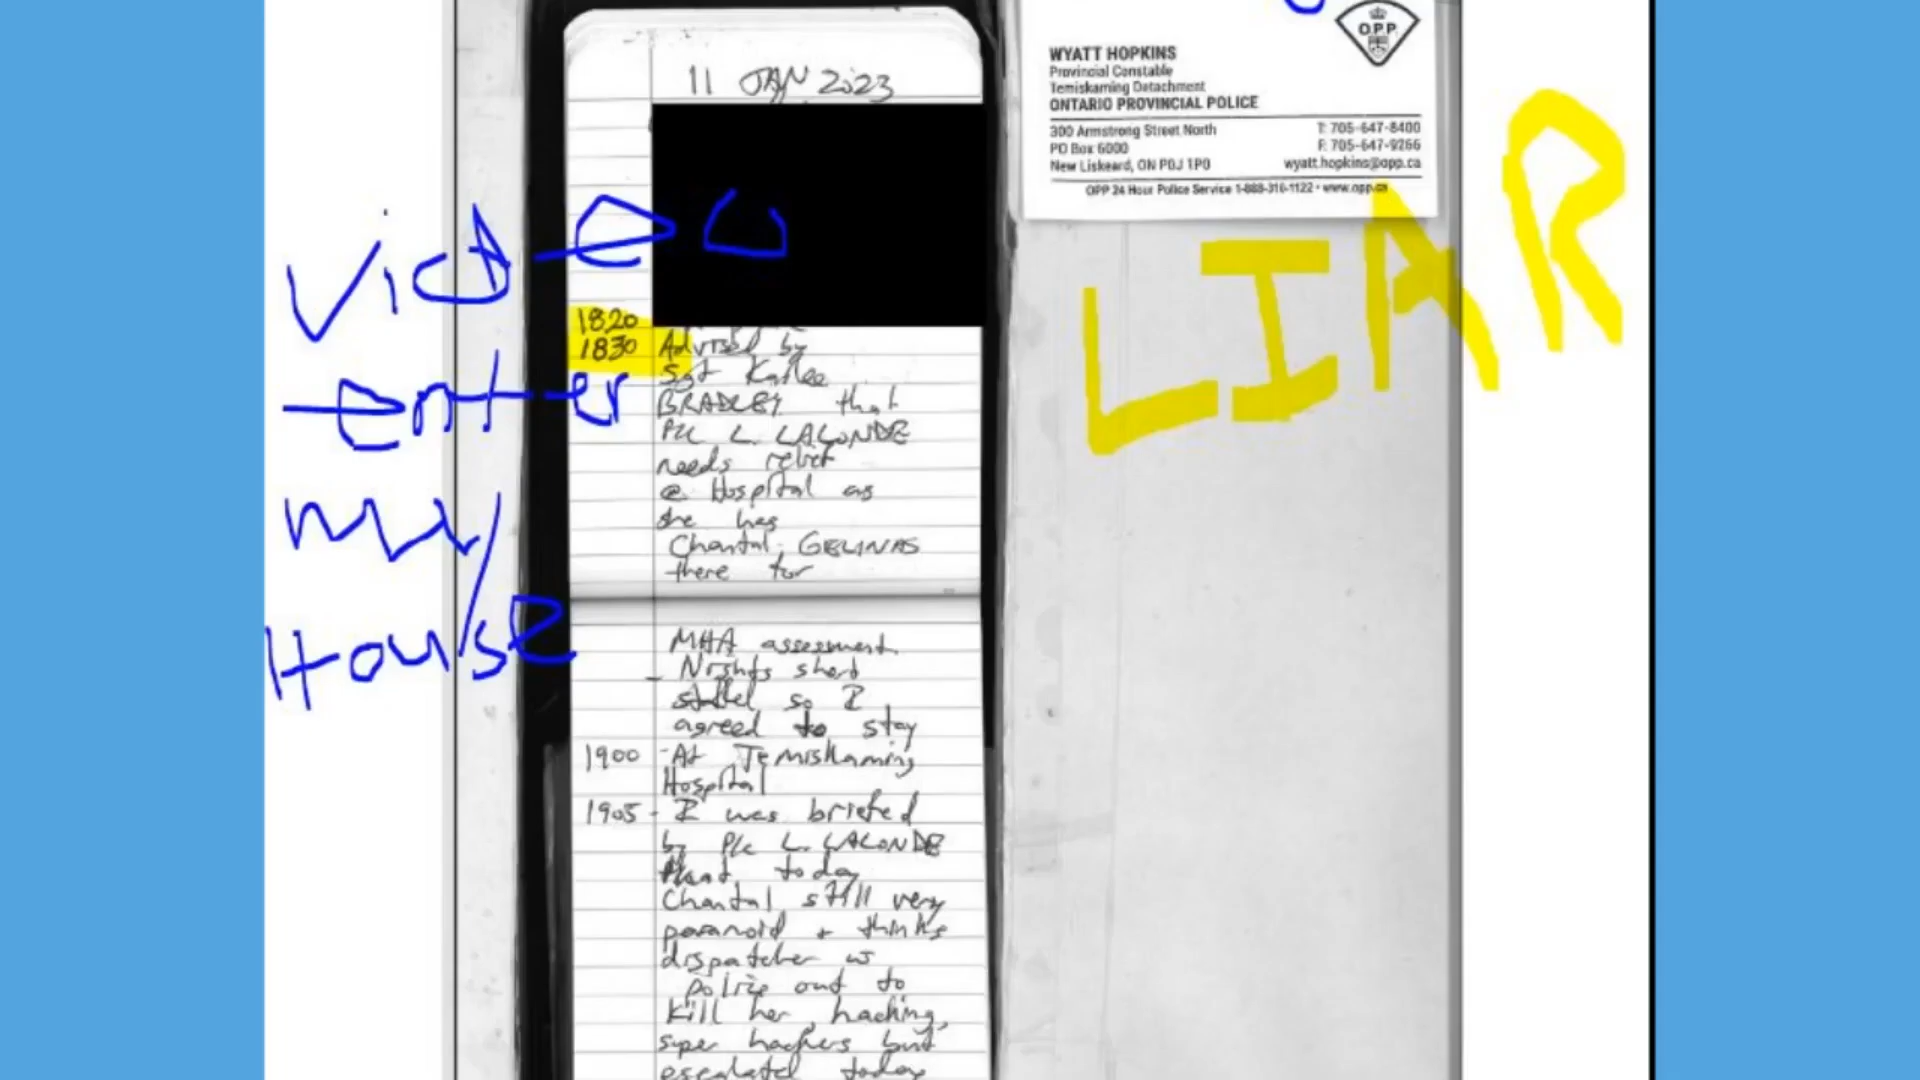 11 JAN 2023
1820
1830 Advised by
Sgt Karlee
BRADLEY that
P/C L. LALONDE
needs relief
@ Hospital as
she has
Chantal GELINAS
there for
MHA assessment.
- Nights short
staffed so I
agreed to stay
1900 - At Temiskaming
Hospital
1905 - I was briefed
by P/c L. LALONDE
that today
Chantal still very
paranoid + thinks
dispatcher w
police out to
kill her, hacking,
super hackers but
escalated today
WYATT HOPKINS
Provincial Constable
Temiskaming Detachment
ONTARIO PROVINCIAL POLICE
300 Armstrong Street North
PO Box 6000
New Liskeard, ON P0J 1P0
T: 705-647-8400
F: 705-647-9266
wyatt.hopkins@opp.ca
OPP 24 Hour Police Service 1-888-310-1122 • www.opp.ca
O.P.P.
LIAR
enter
my
House